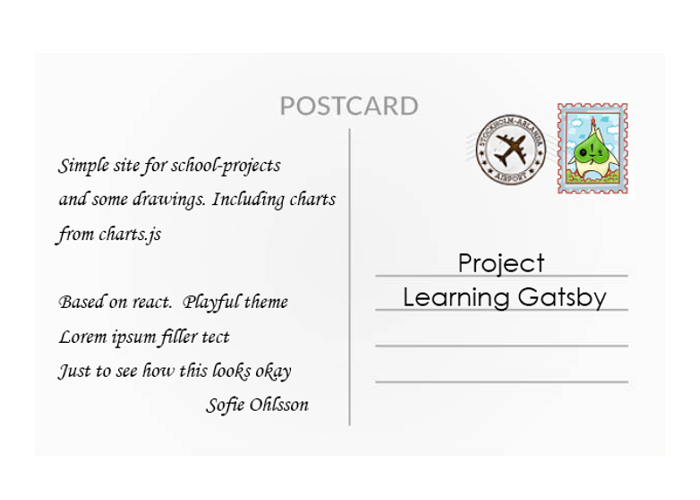 POSTCARD
STOCKHOLM-ARLANDA
AIRPORT
Simple site for school-projects
and some drawings. Including charts
from charts.js
Based on react. Playful theme
Lorem ipsum filler tect
Just to see how this looks okay
Sofie Ohlsson
Project
Learning Gatsby